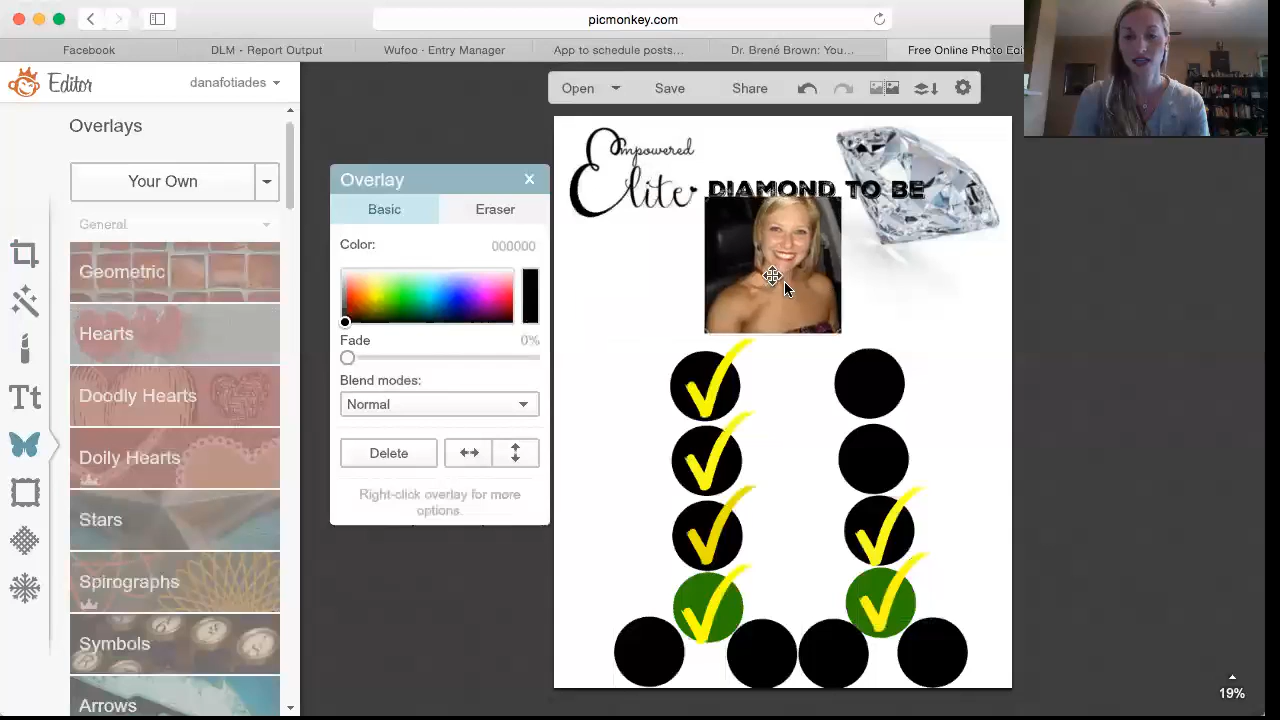 picmonkey.com
Facebook
DLM - Report Output
Wufoo - Entry Manager
App to schedule posts...
Dr. Brené Brown: You...
Free Online Photo Edi
Editor
danafotiades
Open
Save
Share
Overlays
Your Own
General
Geometric
Hearts
Doodly Hearts
Doily Hearts
Stars
Spirographs
Symbols
Arrows
Tt
Overlay
Basic
Eraser
Color:
000000
Fade
0%
Blend modes:
Normal
Delete
Right-click overlay for more
options.
Empowered
Elite
DIAMOND TO BE
19%